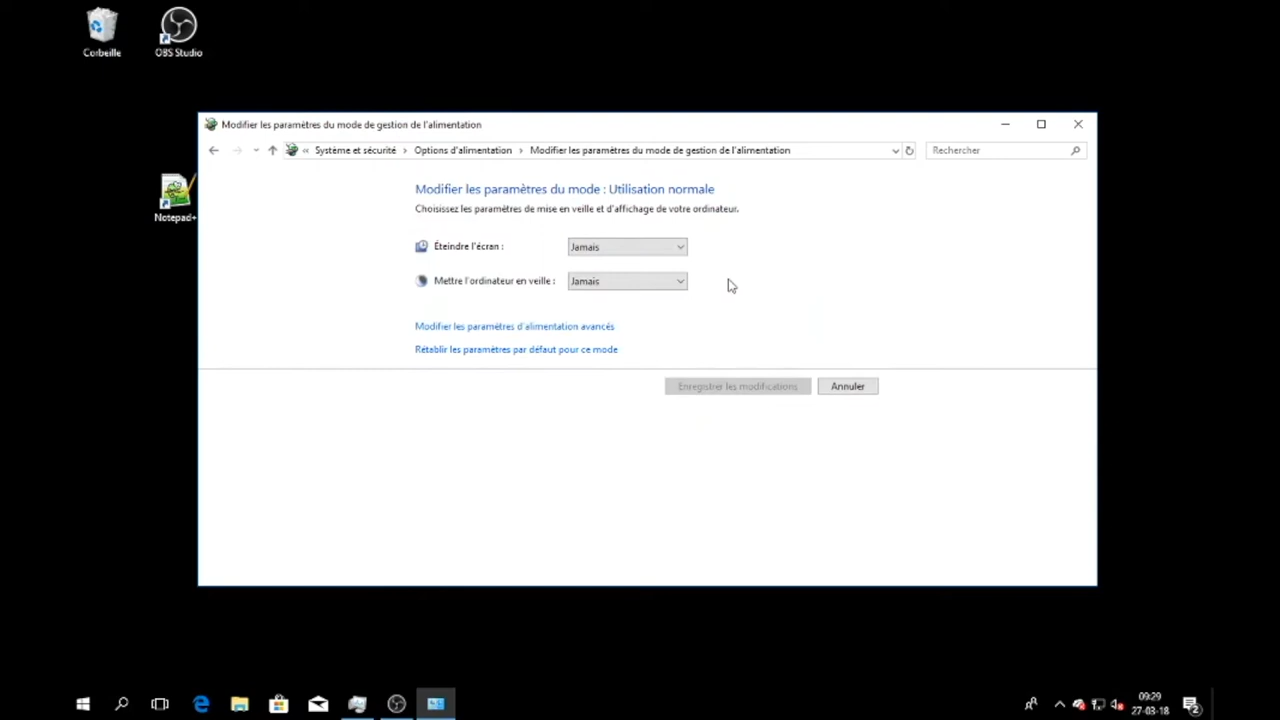 Corbeille
OBS Studio
Modifier les paramètres du mode de gestion de l'alimentation
« Système et sécurité › Options d'alimentation › Modifier les paramètres du mode de gestion de l'alimentation
Rechercher
Notepad+
Modifier les paramètres du mode : Utilisation normale
Choisissez les paramètres de mise en veille et d'affichage de votre ordinateur.
Éteindre l'écran :
Jamais
Mettre l'ordinateur en veille :
Jamais
Modifier les paramètres d'alimentation avancés
Rétablir les paramètres par défaut pour ce mode
Enregistrer les modifications
Annuler
09:29
27-03-18
2